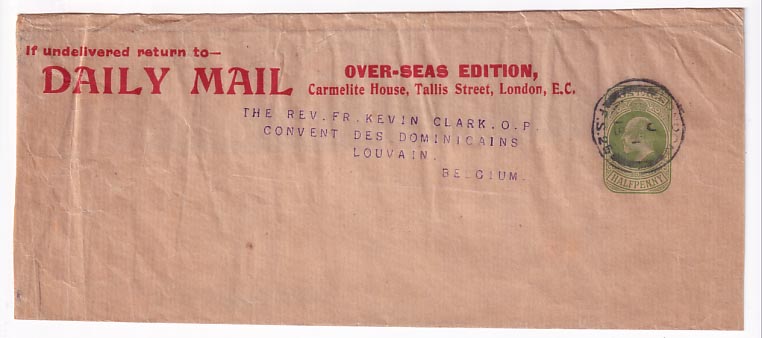 If undelivered return to—
DAILY MAIL
OVER-SEAS EDITION,
Carmelite House, Tallis Street, London, E.C.
THE REV. FR. KEVIN CLARK. O.P.
CONVENT DES DOMINICAINS
LOUVAIN.
BELGIUM.
HALFPENNY